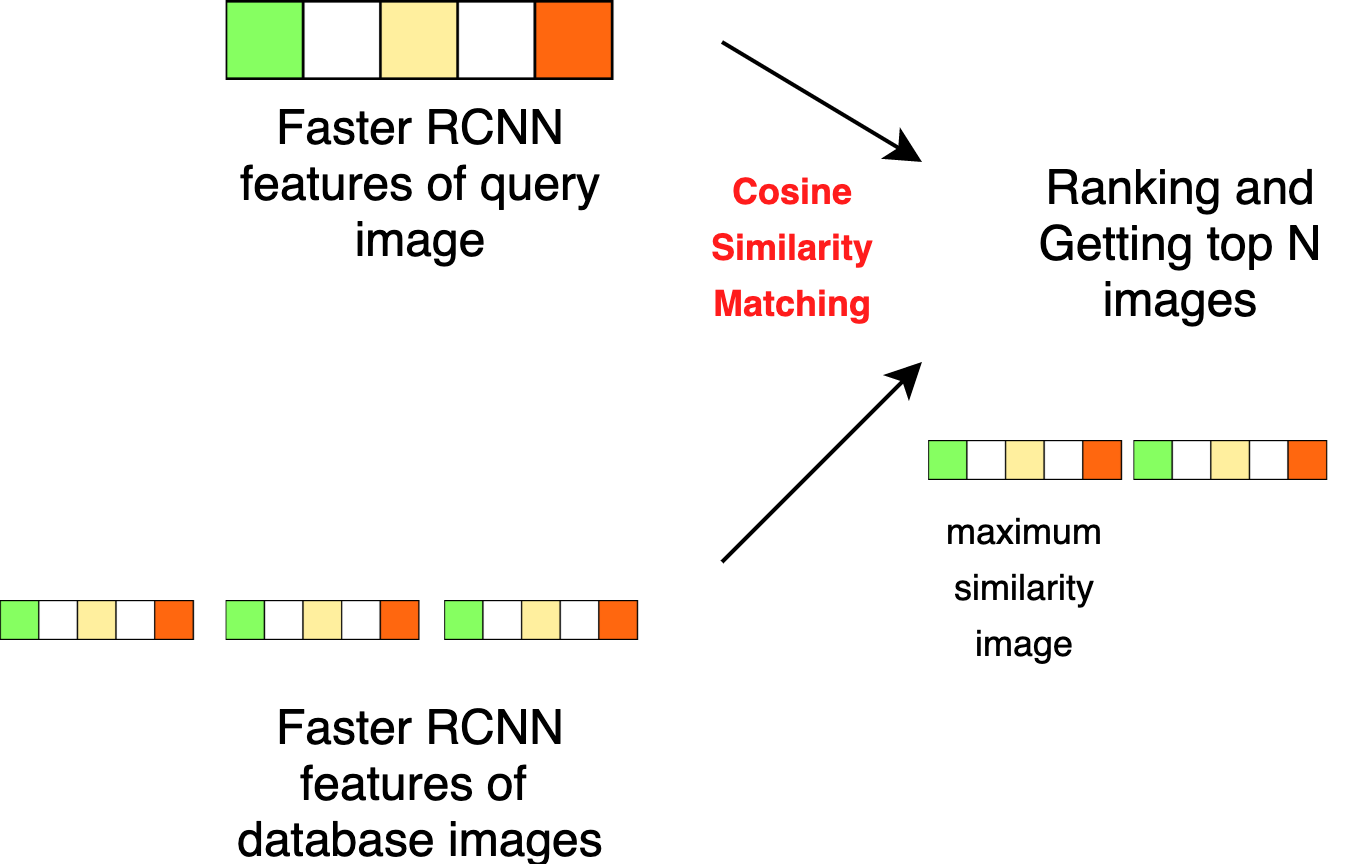 Faster RCNN
features of query
image
Cosine
Similarity
Matching
Ranking and
Getting top N
images
maximum
similarity
image
Faster RCNN
features of
database images